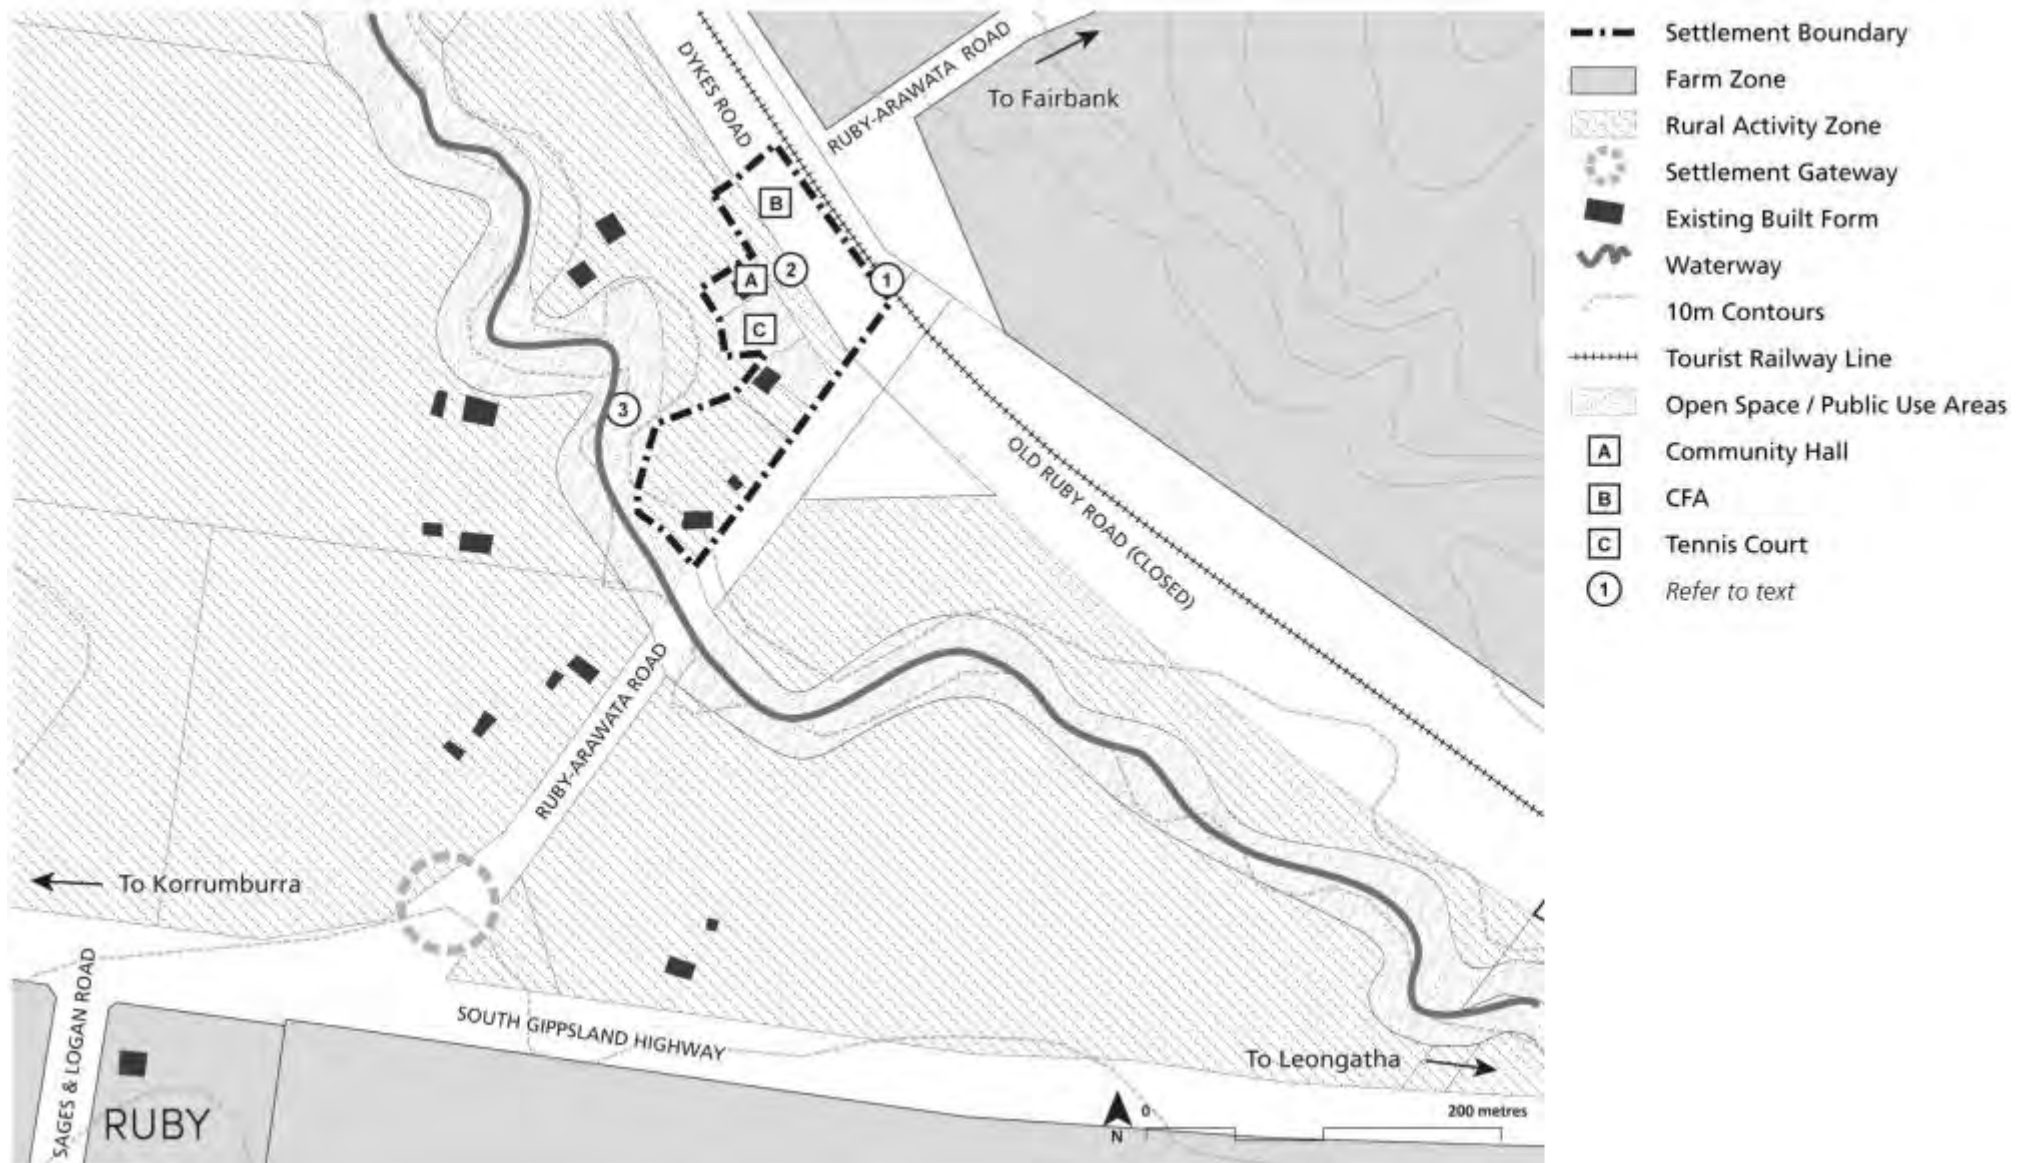 DYKES ROAD
RUBY-ARAWATA ROAD
To Fairbank
B
A
2
1
C
3
OLD RUBY ROAD (CLOSED)
RUBY-ARAWATA ROAD
To Korrumburra
SAGES & LOGAN ROAD
SOUTH GIPPSLAND HIGHWAY
To Leongatha
RUBY
N
0
200 metres
Settlement Boundary
Farm Zone
Rural Activity Zone
Settlement Gateway
Existing Built Form
Waterway
10m Contours
Tourist Railway Line
Open Space / Public Use Areas
A Community Hall
B CFA
C Tennis Court
1 Refer to text